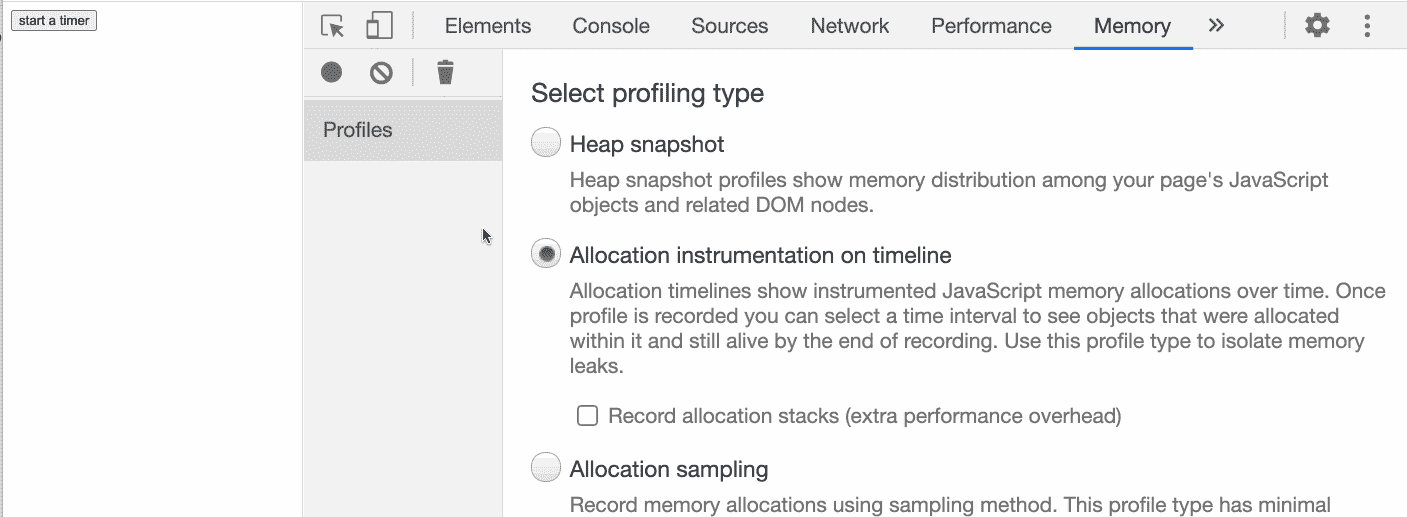 start a timer
Elements Console Sources Network Performance Memory
Profiles
Select profiling type
Heap snapshot
Heap snapshot profiles show memory distribution among your page's JavaScript
objects and related DOM nodes.
Allocation instrumentation on timeline
Allocation timelines show instrumented JavaScript memory allocations over time. Once
profile is recorded you can select a time interval to see objects that were allocated
within it and still alive by the end of recording. Use this profile type to isolate memory
leaks.
Record allocation stacks (extra performance overhead)
Allocation sampling
Record memory allocations using sampling method. This profile type has minimal